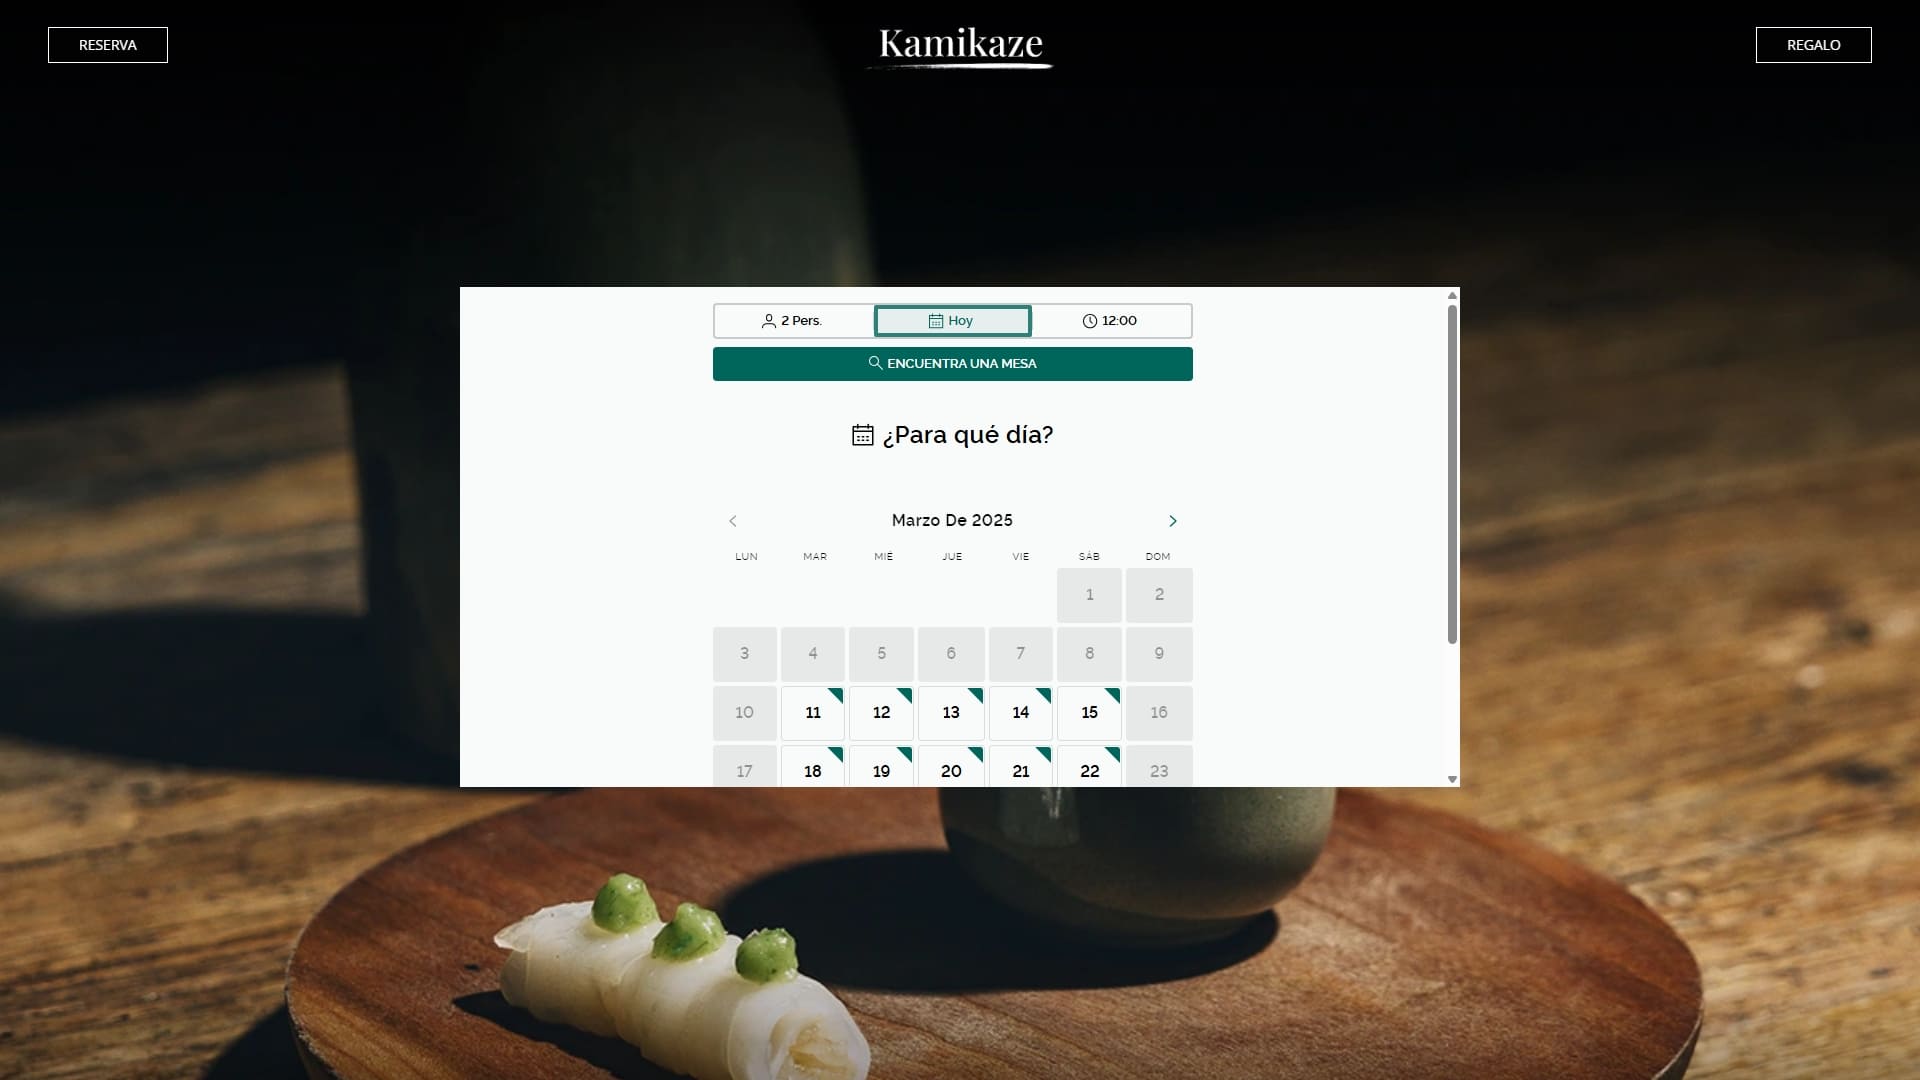 RESERVA
Kamikaze
REGALO
2 Pers.
Hoy
12:00
ENCUENTRA UNA MESA
¿Para qué día?
Marzo De 2025
LUN MAR MIÉ JUE VIE SÁB DOM
1 2
3 4 5 6 7 8 9
10 11 12 13 14 15 16
17 18 19 20 21 22 23